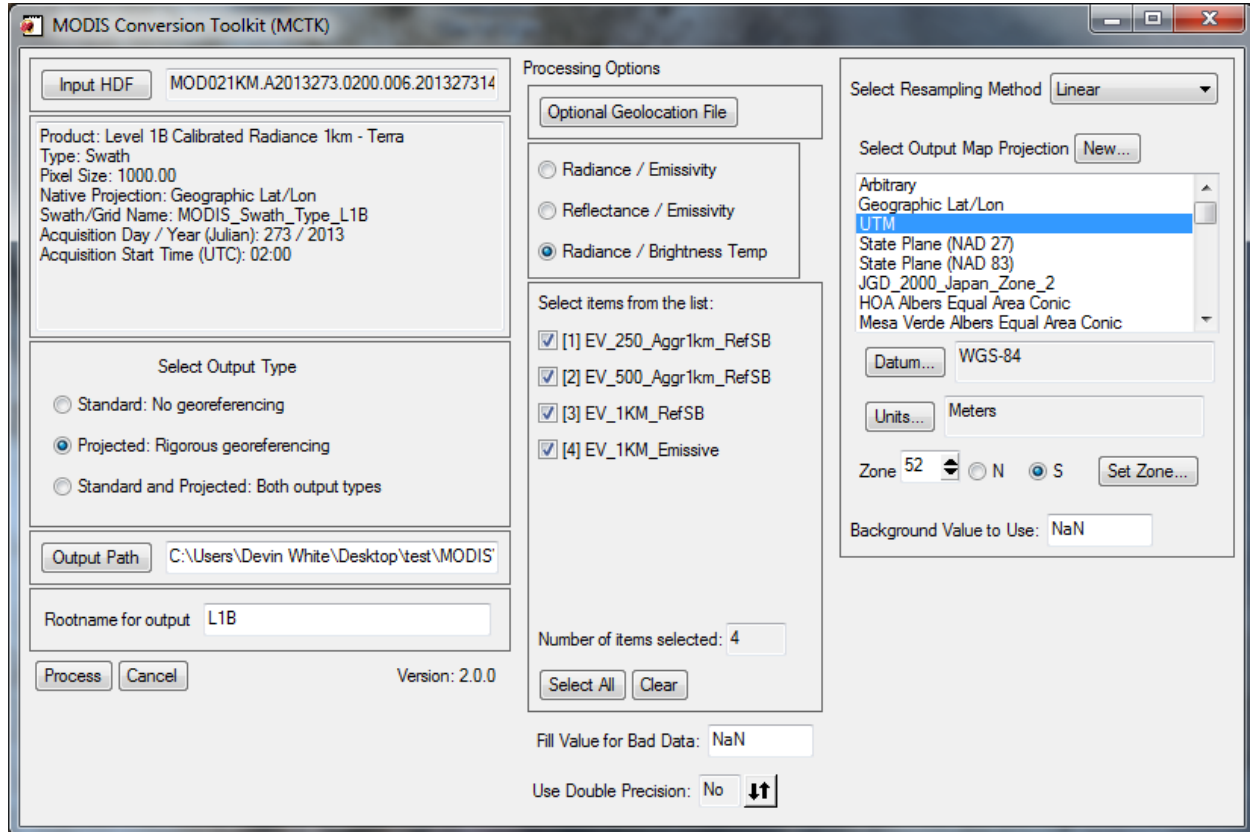 MODIS Conversion Toolkit (MCTK)
Input HDF MOD021KM.A2013273.0200.006.201327314
Product: Level 1B Calibrated Radiance 1km - Terra
Type: Swath
Pixel Size: 1000.00
Native Projection: Geographic Lat/Lon
Swath/Grid Name: MODIS_Swath_Type_L1B
Acquisition Day / Year (Julian): 273 / 2013
Acquisition Start Time (UTC): 02:00
Select Output Type
Standard: No georeferencing
Projected: Rigorous georeferencing
Standard and Projected: Both output types
Output Path C:\Users\Devin White\Desktop\test\MODIS
Rootname for output L1B
Process Cancel Version: 2.0.0
Processing Options
Optional Geolocation File
Radiance / Emissivity
Reflectance / Emissivity
Radiance / Brightness Temp
Select items from the list:
[1] EV_250_Aggr1km_RefSB
[2] EV_500_Aggr1km_RefSB
[3] EV_1KM_RefSB
[4] EV_1KM_Emissive
Number of items selected: 4
Select All Clear
Fill Value for Bad Data: NaN
Use Double Precision: No
Select Resampling Method Linear
Select Output Map Projection New...
Arbitrary
Geographic Lat/Lon
UTM
State Plane (NAD 27)
State Plane (NAD 83)
JGD_2000_Japan_Zone_2
HOA Albers Equal Area Conic
Mesa Verde Albers Equal Area Conic
Datum... WGS-84
Units... Meters
Zone 52 N S Set Zone...
Background Value to Use: NaN